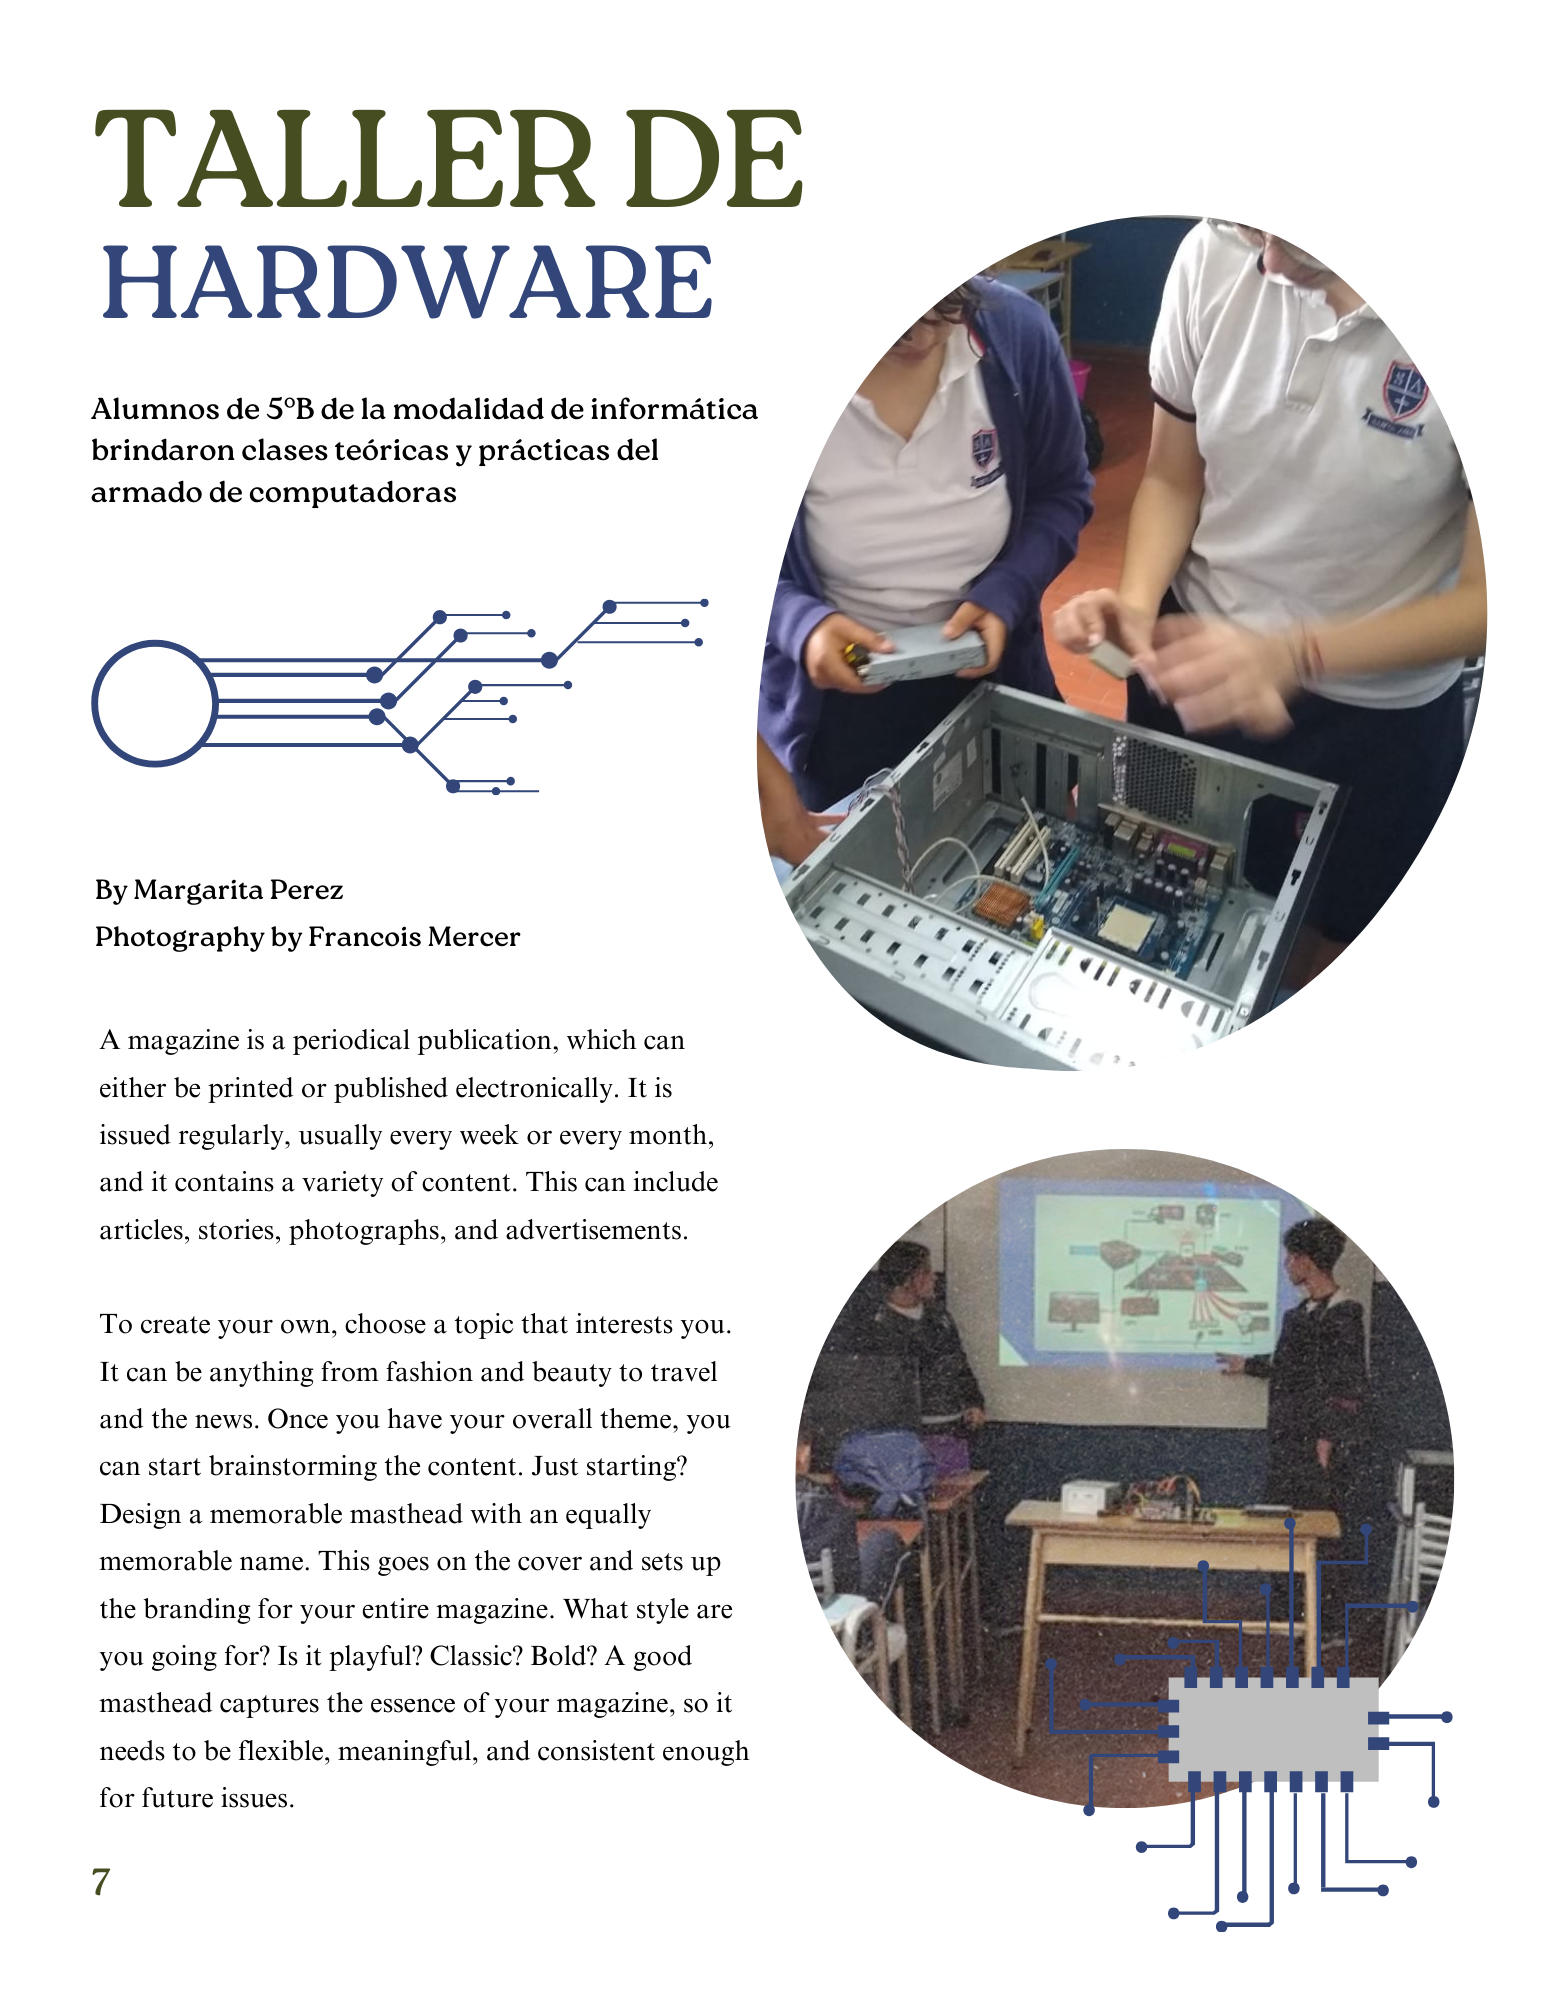 TALLER DE
HARDWARE
Alumnos de 5ºB de la modalidad de informática
brindaron clases teóricas y prácticas del
armado de computadoras
By Margarita Perez
Photography by Francois Mercer
A magazine is a periodical publication, which can
either be printed or published electronically. It is
issued regularly, usually every week or every month,
and it contains a variety of content. This can include
articles, stories, photographs, and advertisements.
To create your own, choose a topic that interests you.
It can be anything from fashion and beauty to travel
and the news. Once you have your overall theme, you
can start brainstorming the content. Just starting?
Design a memorable masthead with an equally
memorable name. This goes on the cover and sets up
the branding for your entire magazine. What style are
you going for? Is it playful? Classic? Bold? A good
masthead captures the essence of your magazine, so it
needs to be flexible, meaningful, and consistent enough
for future issues.
7